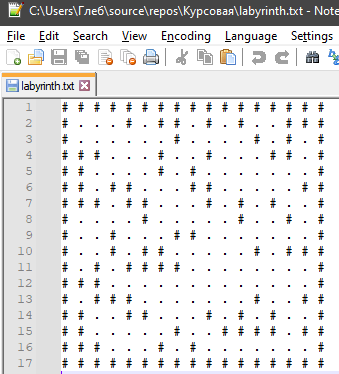 C:\Users\Глеб\source\repos\Курсовая\labyrinth.txt - Note
File Edit Search View Encoding Language Settings
labyrinth.txt
1 # # # # # # # # # # # # # # # # #
2 # . . . # . # # . # . # . . # # #
3 # . . . . . . # . . . . # . # . #
4 # # # . . . # . . # . . . # # . #
5 # # . . . . # . # . . . . . . . #
6 # # . # # . . . # # . . . . . # #
7 # # # . # # . . . # . # . # . . #
8 # . . . . # . . . . . # . . # . #
9 # . . # . . . # # . . . . . . . #
10 # . . # . # # . . . . . # . # # #
11 # . # . # # # # . . . . . . . . #
12 # # # . . . . . . . . . . . . . #
13 # . # # # . . . . . . . # . . # #
14 # # . . # # . . . # . # . # . . #
15 # # . . . . . # . . # # # # . # #
16 # # # . . . # . # . . . . . . . #
17 # # # # # # # # # # # # # # # # #